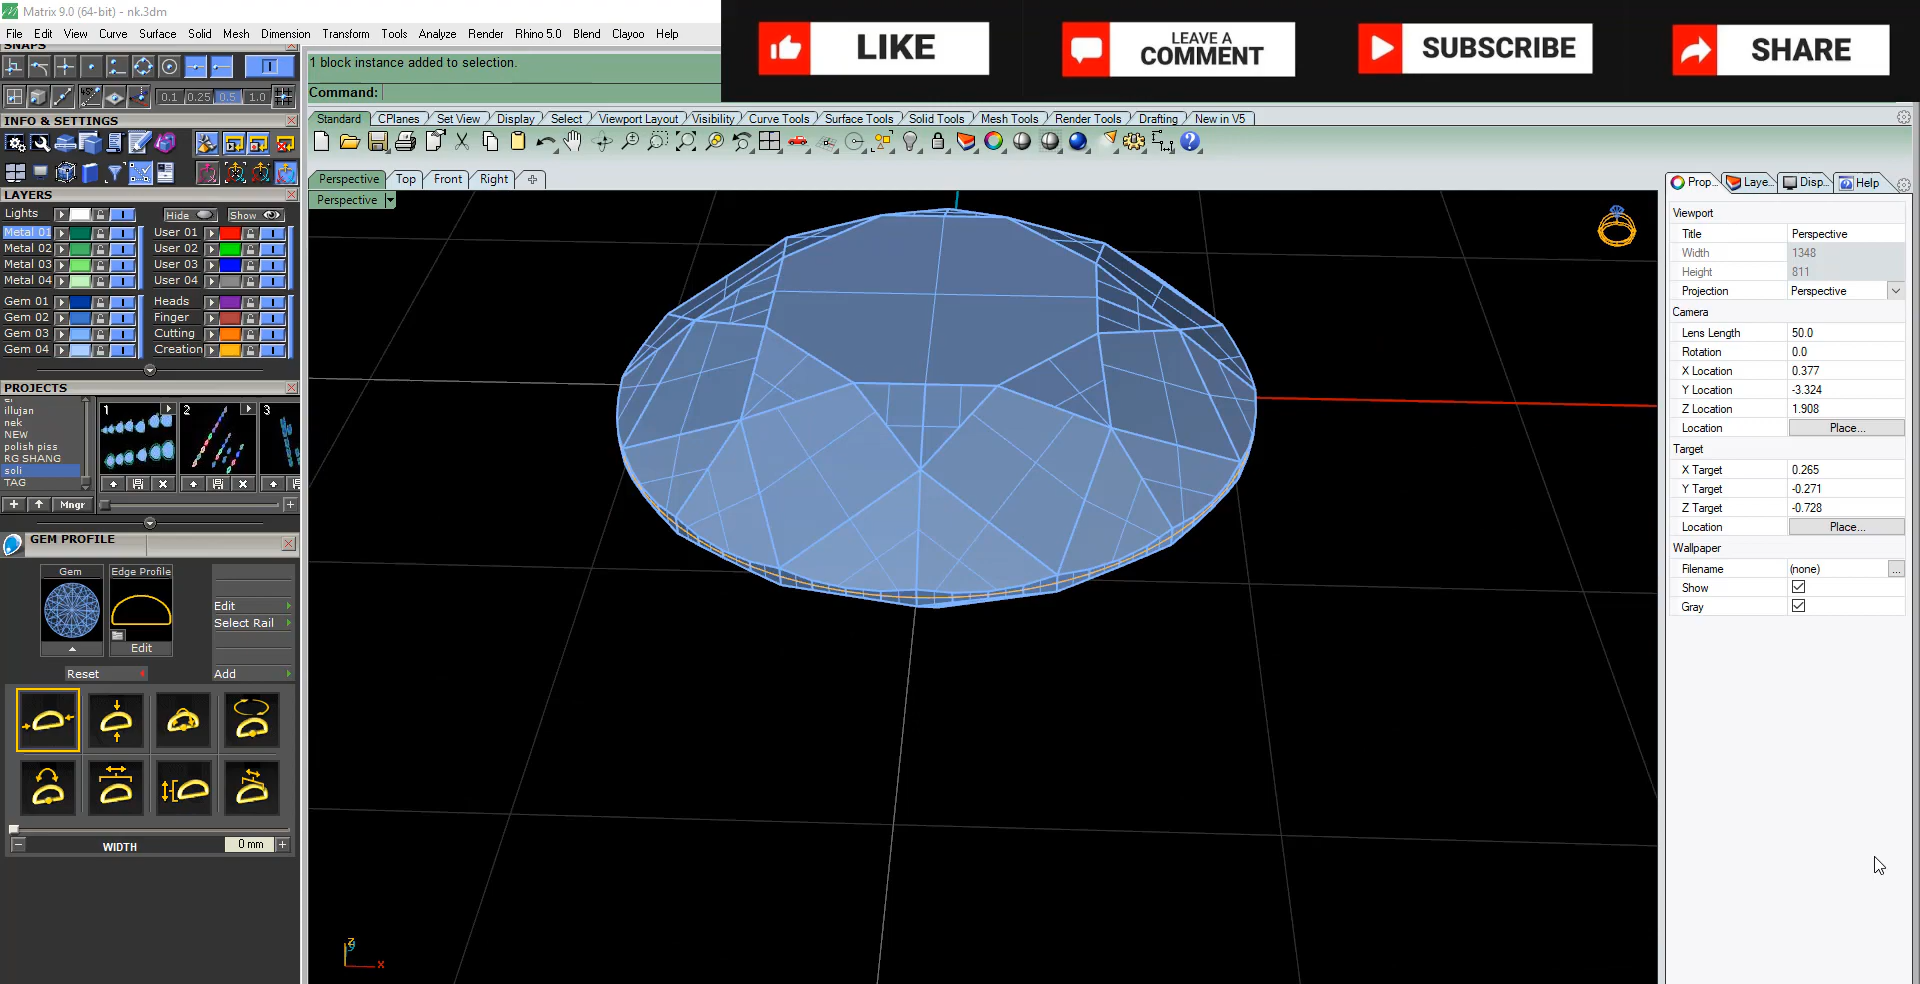 Matrix 9.0 (64-bit) - nk.3dm
File Edit View Curve Surface Solid Mesh Dimension Transform Tools Analyze Render Rhino 5.0 Blend Clayoo Help
LIKE
LEAVE A
COMMENT
SUBSCRIBE
SHARE
SNAPS
1 block instance added to selection.
Command:
0.1 0.25 0.5 1.0
Standard CPlanes Set View Display Select Viewport Layout Visibility Curve Tools Surface Tools Solid Tools Mesh Tools Render Tools Drafting New in V5
INFO & SETTINGS
Perspective Top Front Right
Perspective
LAYERS
Lights Hide Show
Metal 01 User 01
Metal 02 User 02
Metal 03 User 03
Metal 04 User 04
Gem 01 Heads
Gem 02 Finger
Gem 03 Cutting
Gem 04 Creation
PROJECTS
illujan
nek
NEW
polish piss
RG SHANG
soli
TAG
1 2 3
Mngr
GEM PROFILE
Gem Edge Profile
Edit
Select Rail
Edit
Reset Add
WIDTH 0 mm
z
x
Prop... Laye... Disp... Help
Viewport
Title Perspective
Width 1348
Height 811
Projection Perspective
Camera
Lens Length 50.0
Rotation 0.0
X Location 0.377
Y Location -3.324
Z Location 1.908
Location Place...
Target
X Target 0.265
Y Target -0.271
Z Target -0.728
Location Place...
Wallpaper
Filename (none) ...
Show
Gray